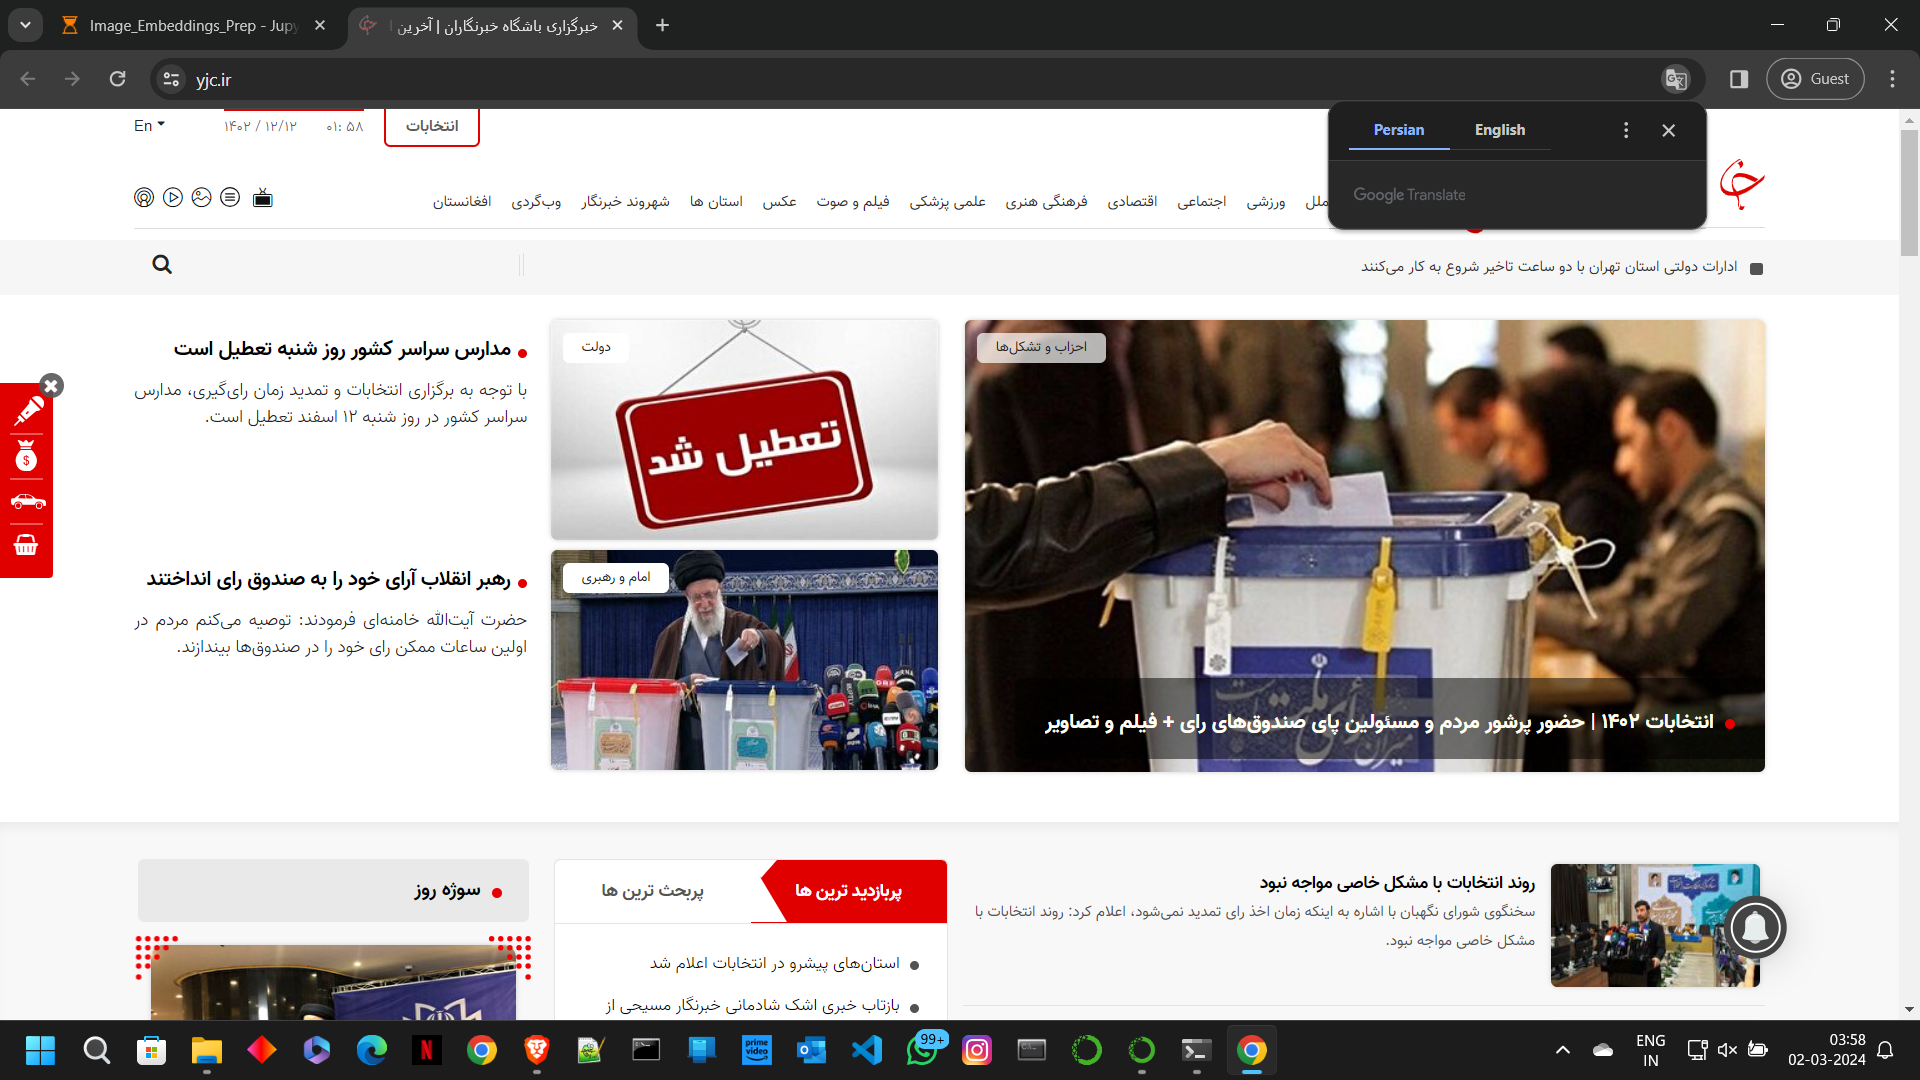 Image_Embeddings_Prep - Jupy
خبرگزاری باشگاه خبرنگاران | آخرین ا
yjc.ir
Guest
Persian
English
Google Translate
En
۱۴۰۲ / ۱۲/۱۲
۰۱: ۵۸
انتخابات
ملل
ورزشی
اجتماعی
اقتصادی
فرهنگی هنری
علمی پزشکی
فیلم و صوت
عکس
استان ها
شهروند خبرنگار
وب‌گردی
افغانستان
ادارات دولتی استان تهران با دو ساعت تاخیر شروع به کار می‌کنند
احزاب و تشکل‌ها
انتخابات ۱۴۰۲ | حضور پرشور مردم و مسئولین پای صندوق‌های رای + فیلم و تصاویر
دولت
تعطیل شد
مدارس سراسر کشور روز شنبه تعطیل است
با توجه به برگزاری انتخابات و تمدید زمان رای‌گیری، مدارس
سراسر کشور در روز شنبه ۱۲ اسفند تعطیل است.
امام و رهبری
رهبر انقلاب آرای خود را به صندوق رای انداختند
حضرت آیت‌الله خامنه‌ای فرمودند: توصیه می‌کنم مردم در
اولین ساعات ممکن رای خود را در صندوق‌ها بیندازند.
روند انتخابات با مشکل خاصی مواجه نبود
سخنگوی شورای نگهبان با اشاره به اینکه زمان اخذ رای تمدید نمی‌شود، اعلام کرد: روند انتخابات با
مشکل خاصی مواجه نبود.
پربازدید ترین ها
پربحث ترین ها
استان‌های پیشرو در انتخابات اعلام شد
بازتاب خبری اشک شادمانی خبرنگار مسیحی از
سوژه روز
prime video
99+
ENG
IN
03:58
02-03-2024